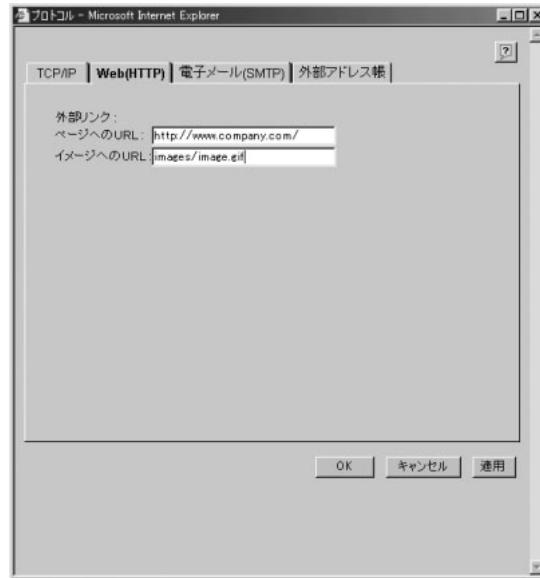 プロトコル - Microsoft Internet Explorer
?
TCP/IP Web(HTTP) 電子メール(SMTP) 外部アドレス帳
外部リンク:
ページへのURL: http://www.company.com/
イメージへのURL: images/image.gif
OK キャンセル 適用